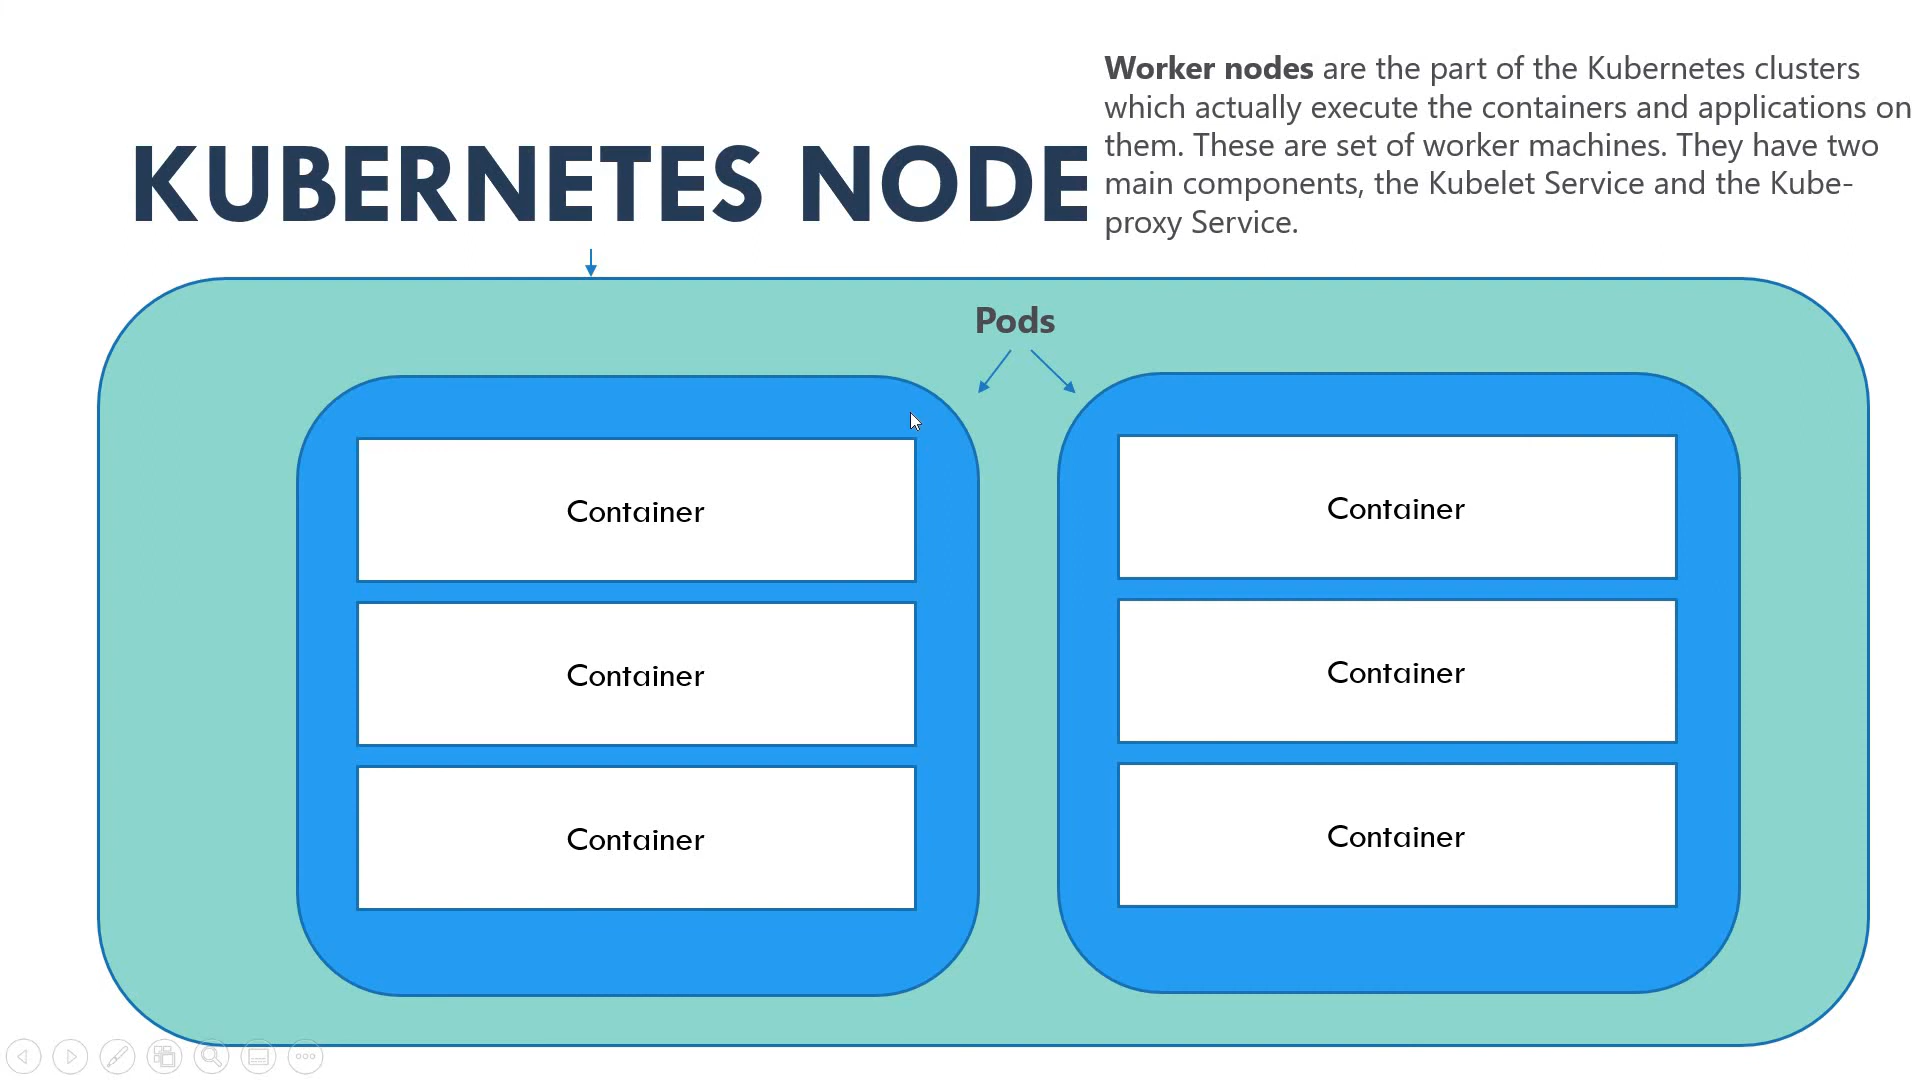 KUBERNETES NODE
Worker nodes are the part of the Kubernetes clusters
which actually execute the containers and applications on
them. These are set of worker machines. They have two
main components, the Kubelet Service and the Kube-
proxy Service.
Pods
Container
Container
Container
Container
Container
Container